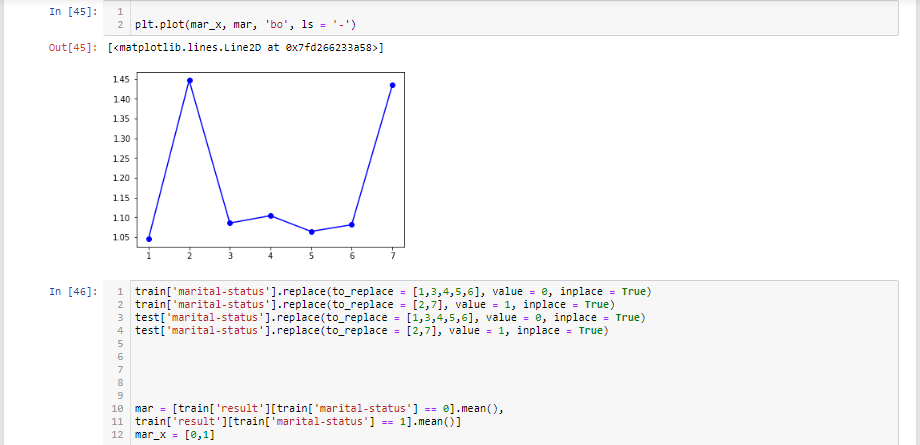 In [45]:
1
2 plt.plot(mar_x, mar, 'bo', ls = '-')
Out[45]: [<matplotlib.lines.Line2D at 0x7fd266233a58>]
1.45
1.40
1.35
1.30
1.25
1.20
1.15
1.10
1.05
1 2 3 4 5 6 7
In [46]:
1 train['marital-status'].replace(to_replace = [1,3,4,5,6], value = 0, inplace = True)
2 train['marital-status'].replace(to_replace = [2,7], value = 1, inplace = True)
3 test['marital-status'].replace(to_replace = [1,3,4,5,6], value = 0, inplace = True)
4 test['marital-status'].replace(to_replace = [2,7], value = 1, inplace = True)
5
6
7
8
9
10 mar = [train['result'][train['marital-status'] == 0].mean(),
11 train['result'][train['marital-status'] == 1].mean()]
12 mar_x = [0,1]